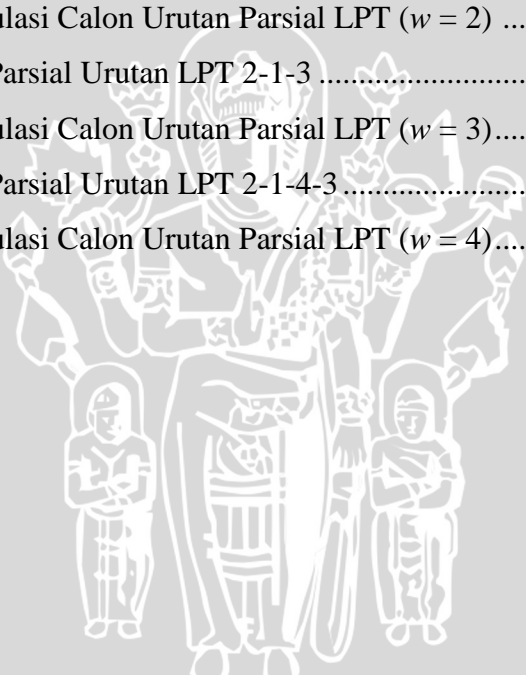 ulasi Calon Urutan Parsial LPT (w = 2) ....
Parsial Urutan LPT 2-1-3 ........................
ulasi Calon Urutan Parsial LPT (w = 3).....
Parsial Urutan LPT 2-1-4-3 .....................
ulasi Calon Urutan Parsial LPT (w = 4).....